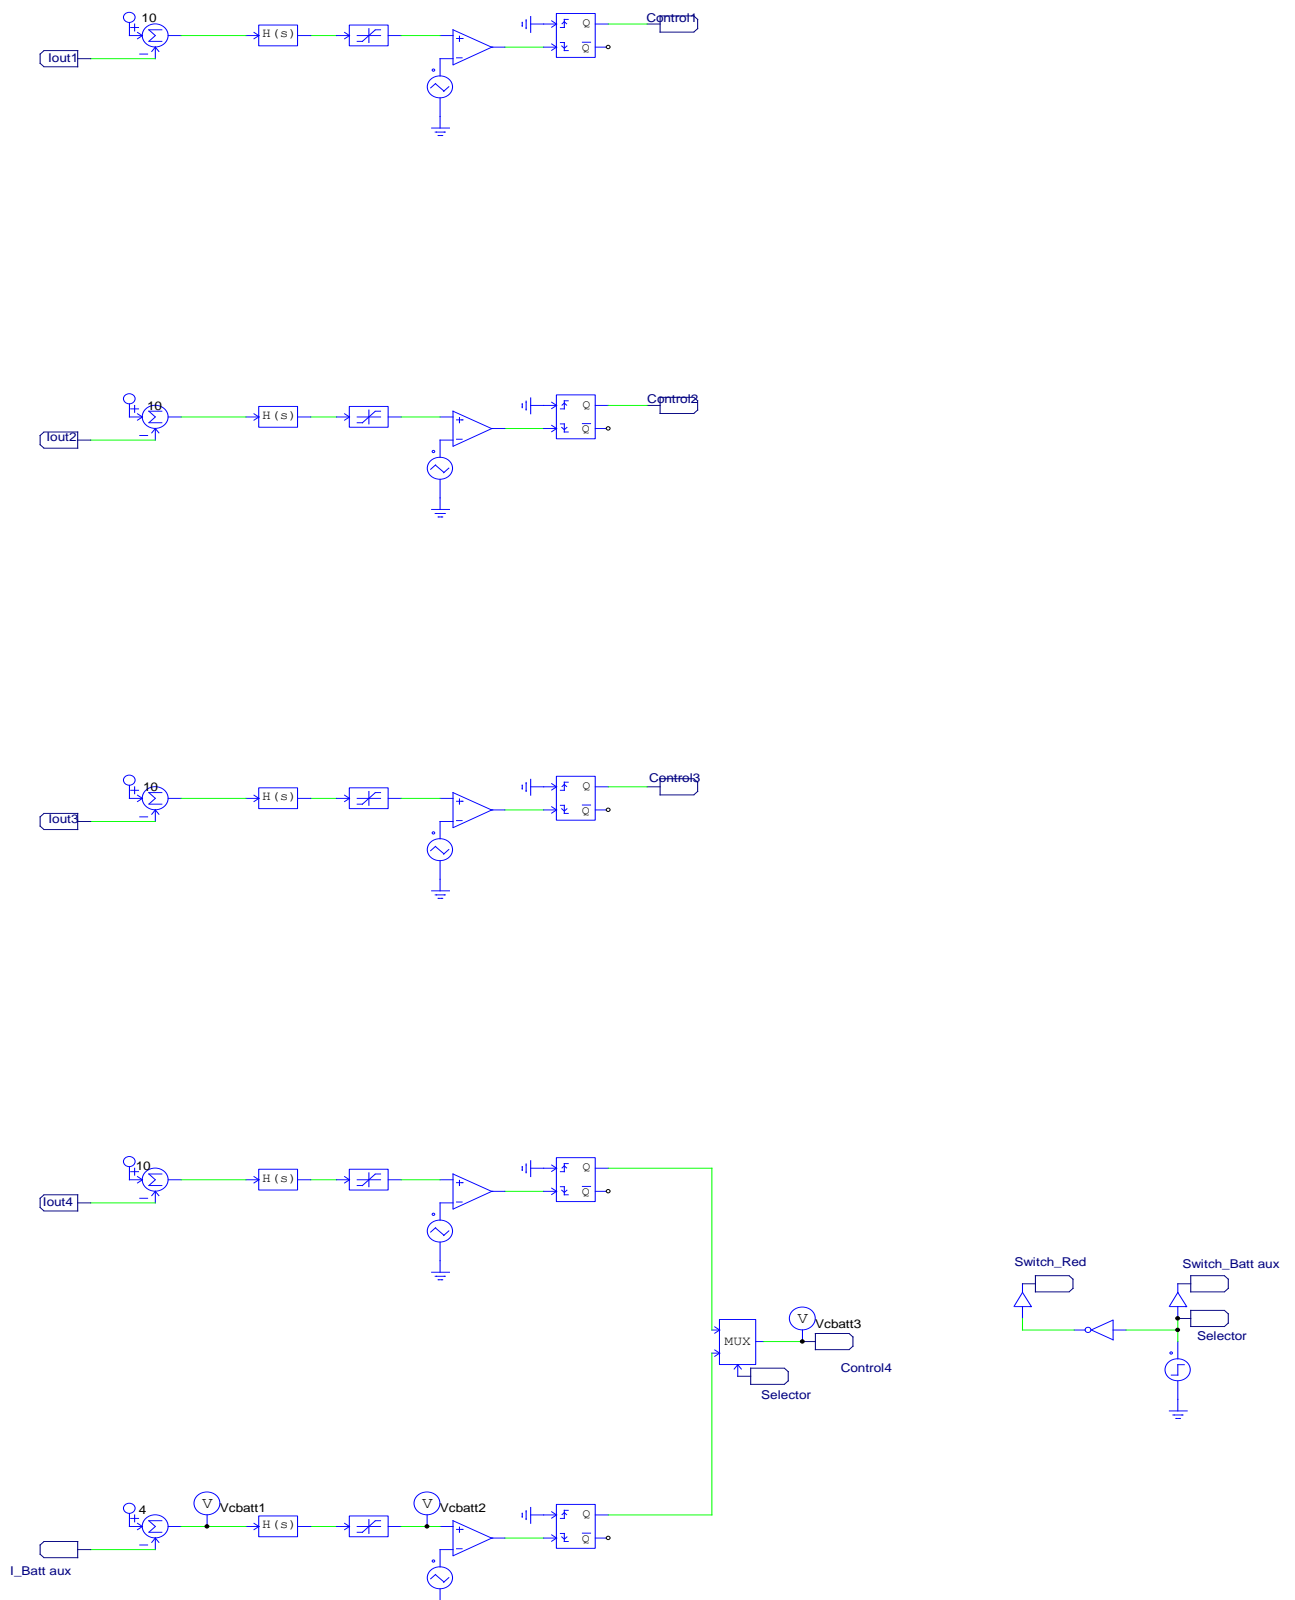 10
Control1
+
Σ
Q
Iout1
−
H(s)
+
−
Q
10
Control2
+
Σ
Q
Iout2
−
H(s)
+
−
Q
10
Control3
+
Σ
Q
Iout3
−
H(s)
+
−
Q
10
+
Σ
Q
Iout4
−
H(s)
+
−
Q
Switch_Red
Switch_Batt aux
V
Vcbatt3
Selector
MUX
Control4
Selector
4
V
Vcbatt1
V
Vcbatt2
+
Σ
Q
−
H(s)
+
−
Q
I_Batt aux